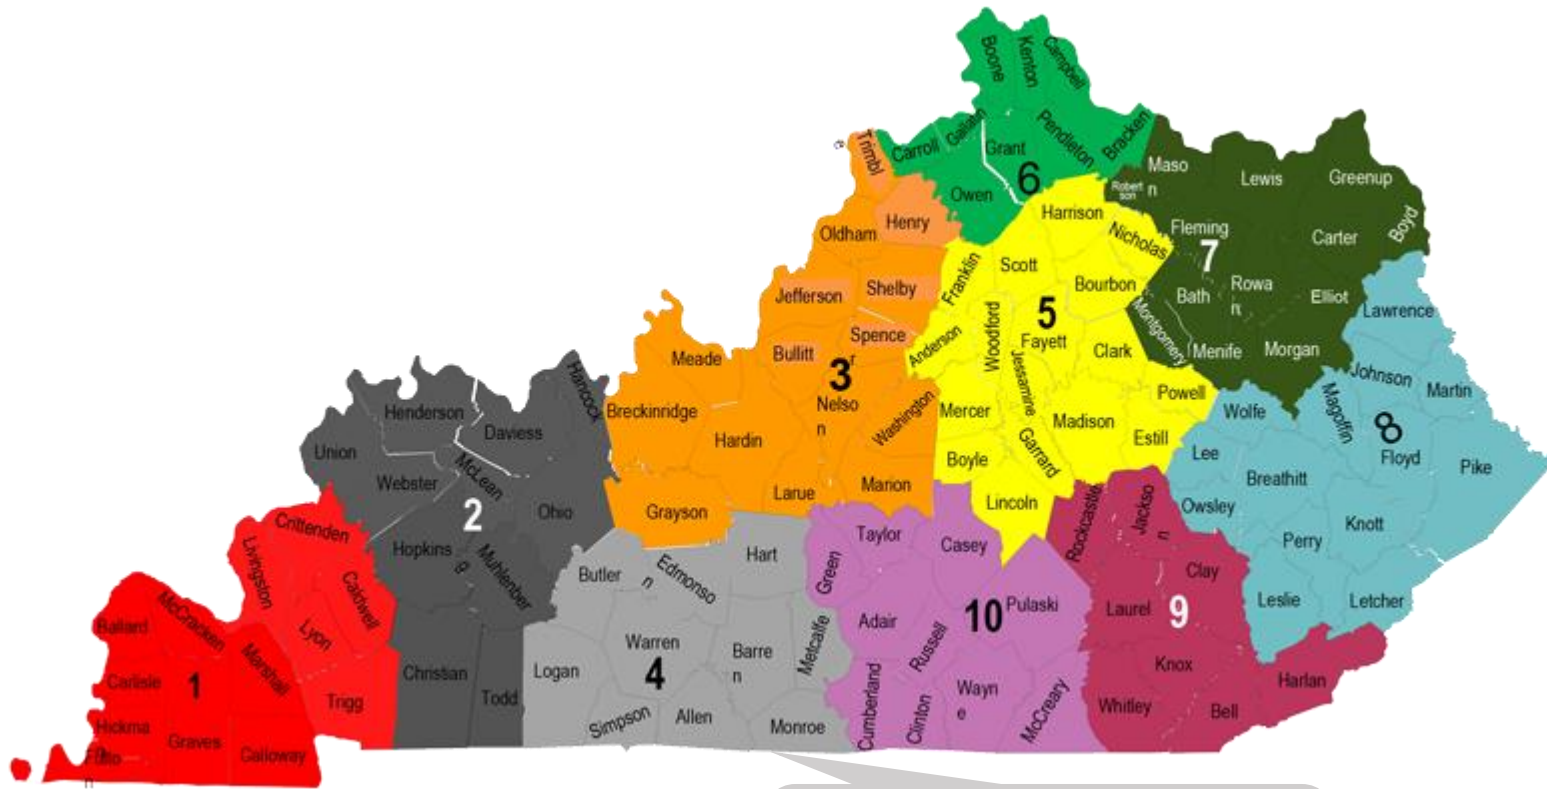 Boone
Kenton
Campbell
Carroll
Gallatin
Grant
Pendleton
Bracken
Owen
6
Trimbl
e
Henry
Oldham
Jefferson
Shelby
Spence
r
Bullitt
3
Meade
Breckinridge
Hardin
Nelso
n
Washington
Larue
Marion
Grayson
Harrison
Nicholas
Franklin
Scott
Bourbon
5
Woodford
Fayett
Anderson
Jessamine
Clark
Powell
Mercer
Madison
Garrard
Estill
Boyle
Lincoln
Maso
n
Robert
son
Lewis
Greenup
Fleming
Boyd
Carter
7
Bath
Rowa
n
Elliot
Montgomery
Menife
Morgan
Lawrence
Johnson
Martin
Magoffin
Wolfe
8
Floyd
Pike
Lee
Breathitt
Owsley
Knott
Perry
Leslie
Letcher
Hancock
Henderson
Daviess
Union
McLean
Webster
2
Ohio
Hopkins
Muhlenber
g
Christian
Todd
Crittenden
Livingston
Caldwell
Lyon
Trigg
Ballard
McCracken
Marshall
Carlisle
1
Hickma
n
Graves
Calloway
Fulto
n
Butler
Edmonso
n
Hart
Warren
Barre
n
Metcalfe
4
Logan
Simpson
Allen
Monroe
Taylor
Casey
Green
Adair
10
Pulaski
Russell
Cumberland
Clinton
Wayn
e
McCreary
Rockcastle
Jackso
n
Clay
Laurel
9
Knox
Whitley
Bell
Harlan